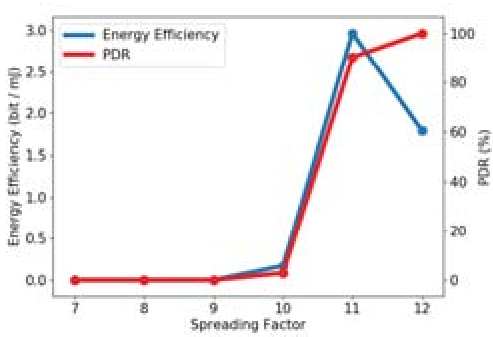 Energy Efficiency
PDR
Energy Efficiency (bit / mJ)
3.0
2.5
2.0
1.5
1.0
0.5
0.0
PDR (%)
100
80
60
40
20
0
7 8 9 10 11 12
Spreading Factor